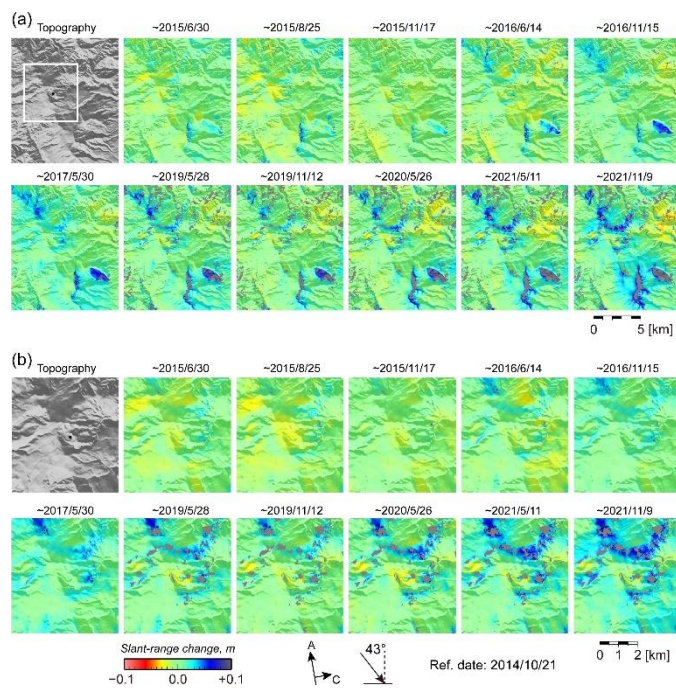 (a)
Topography ~2015/6/30 ~2015/8/25 ~2015/11/17 ~2016/6/14 ~2016/11/15
~2017/5/30 ~2019/5/28 ~2019/11/12 ~2020/5/26 ~2021/5/11 ~2021/11/9
0 5 [km]
(b)
Topography ~2015/6/30 ~2015/8/25 ~2015/11/17 ~2016/6/14 ~2016/11/15
~2017/5/30 ~2019/5/28 ~2019/11/12 ~2020/5/26 ~2021/5/11 ~2021/11/9
Slant-range change, m
−0.1 0.0 +0.1
A
C
43°
Ref. date: 2014/10/21
0 1 2 [km]